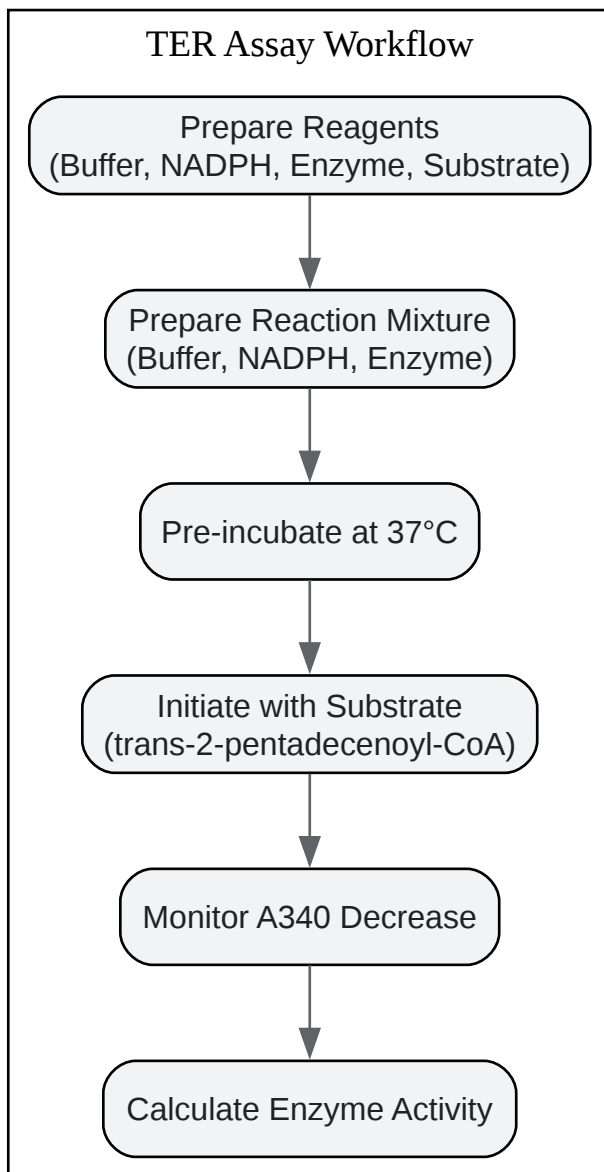 TER Assay Workflow
Prepare Reagents
(Buffer, NADPH, Enzyme, Substrate)
Prepare Reaction Mixture
(Buffer, NADPH, Enzyme)
Pre-incubate at 37°C
Initiate with Substrate
(trans-2-pentadecenoyl-CoA)
Monitor A340 Decrease
Calculate Enzyme Activity